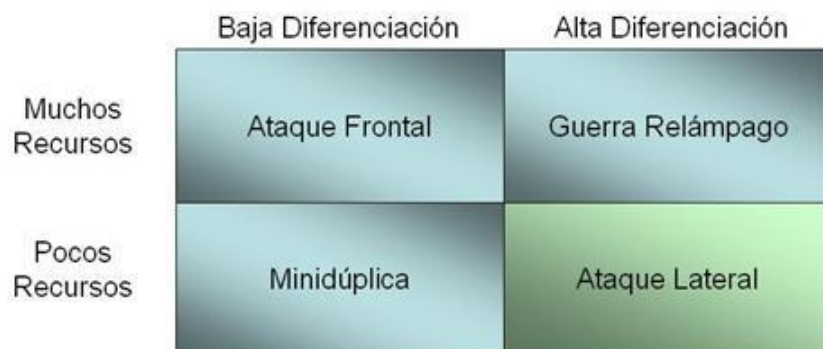 Baja Diferenciación Alta Diferenciación
Muchos
Recursos
Ataque Frontal Guerra Relámpago
Pocos
Recursos
Minidúplica Ataque Lateral